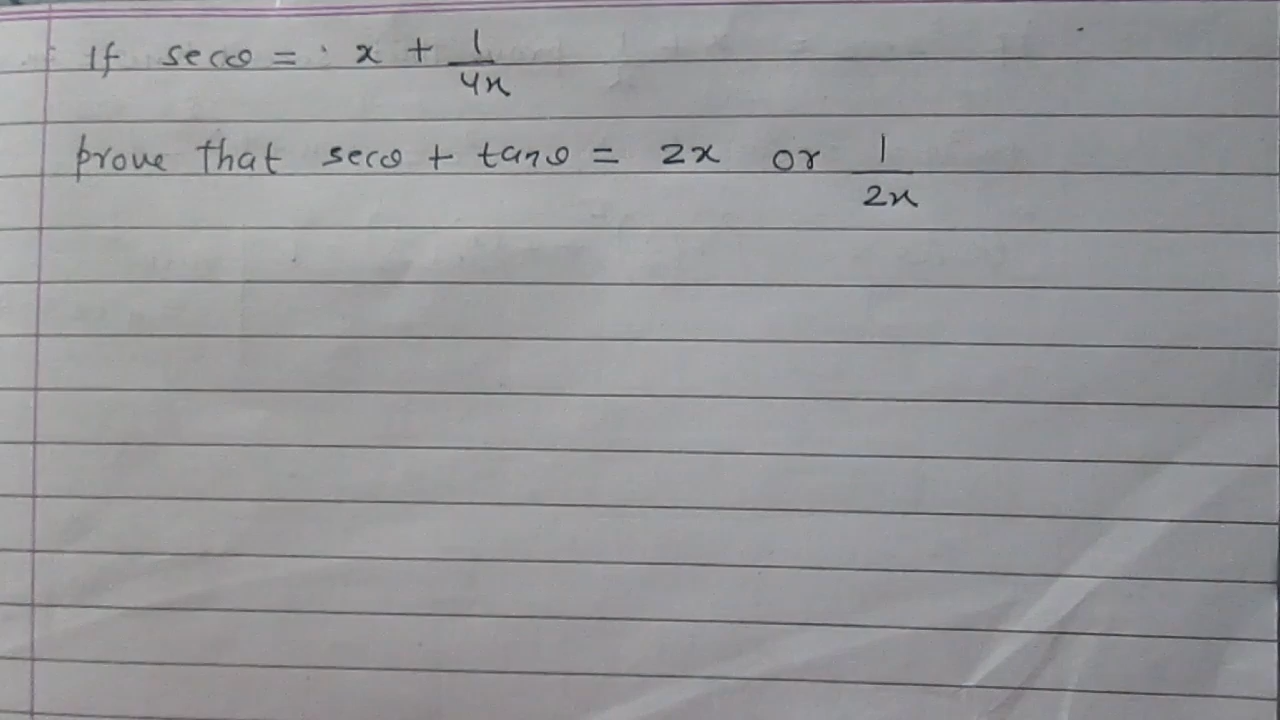 If secθ = x + 1/4x
prove that secθ + tanθ = 2x or 1/2x